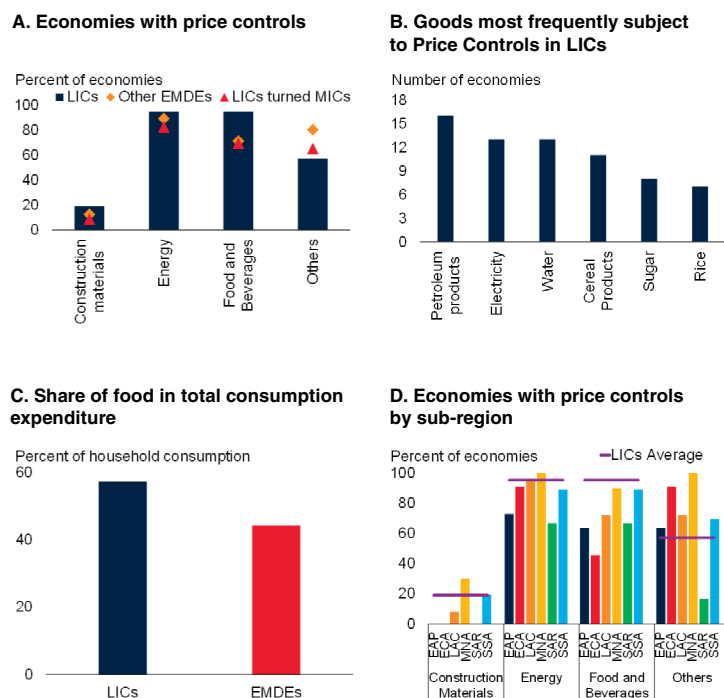 A. Economies with price controls
Percent of economies
LICs Other EMDEs LICs turned MICs
100
80
60
40
20
0
Construction
materials
Energy
Food and
Beverages
Others
B. Goods most frequently subject
to Price Controls in LICs
Number of economies
18
15
12
9
6
3
0
Petroleum
products
Electricity
Water
Cereal
Products
Sugar
Rice
C. Share of food in total consumption
expenditure
Percent of household consumption
60
40
20
0
LICs EMDEs
D. Economies with price controls
by sub-region
Percent of economies
LICs Average
100
80
60
40
20
0
EAP ECA LAC MNA SAR SSA EAP ECA LAC MNA SAR SSA EAP ECA LAC MNA SAR SSA EAP ECA LAC MNA SAR SSA
Construction Energy Food and Others
Materials Beverages